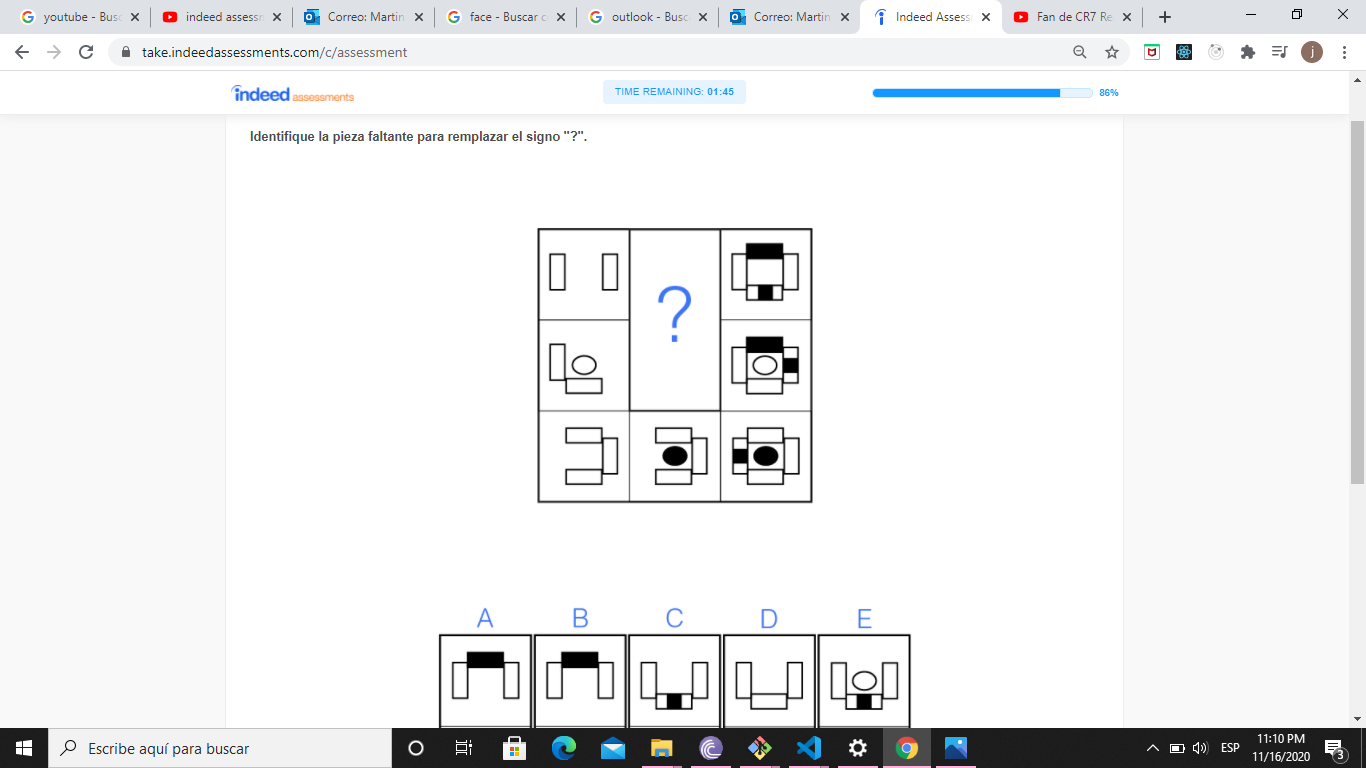 youtube - Busc
indeed assessm
Correo: Martin
face - Buscar c
outlook - Busc
Correo: Martin
Indeed Assess
Fan de CR7 Re
take.indeedassessments.com/c/assessment
j
indeed assessments
TIME REMAINING: 01:45
86%
Identifique la pieza faltante para remplazar el signo "?".
?
A B C D E
Escribe aquí para buscar
ESP
11:10 PM
11/16/2020
3